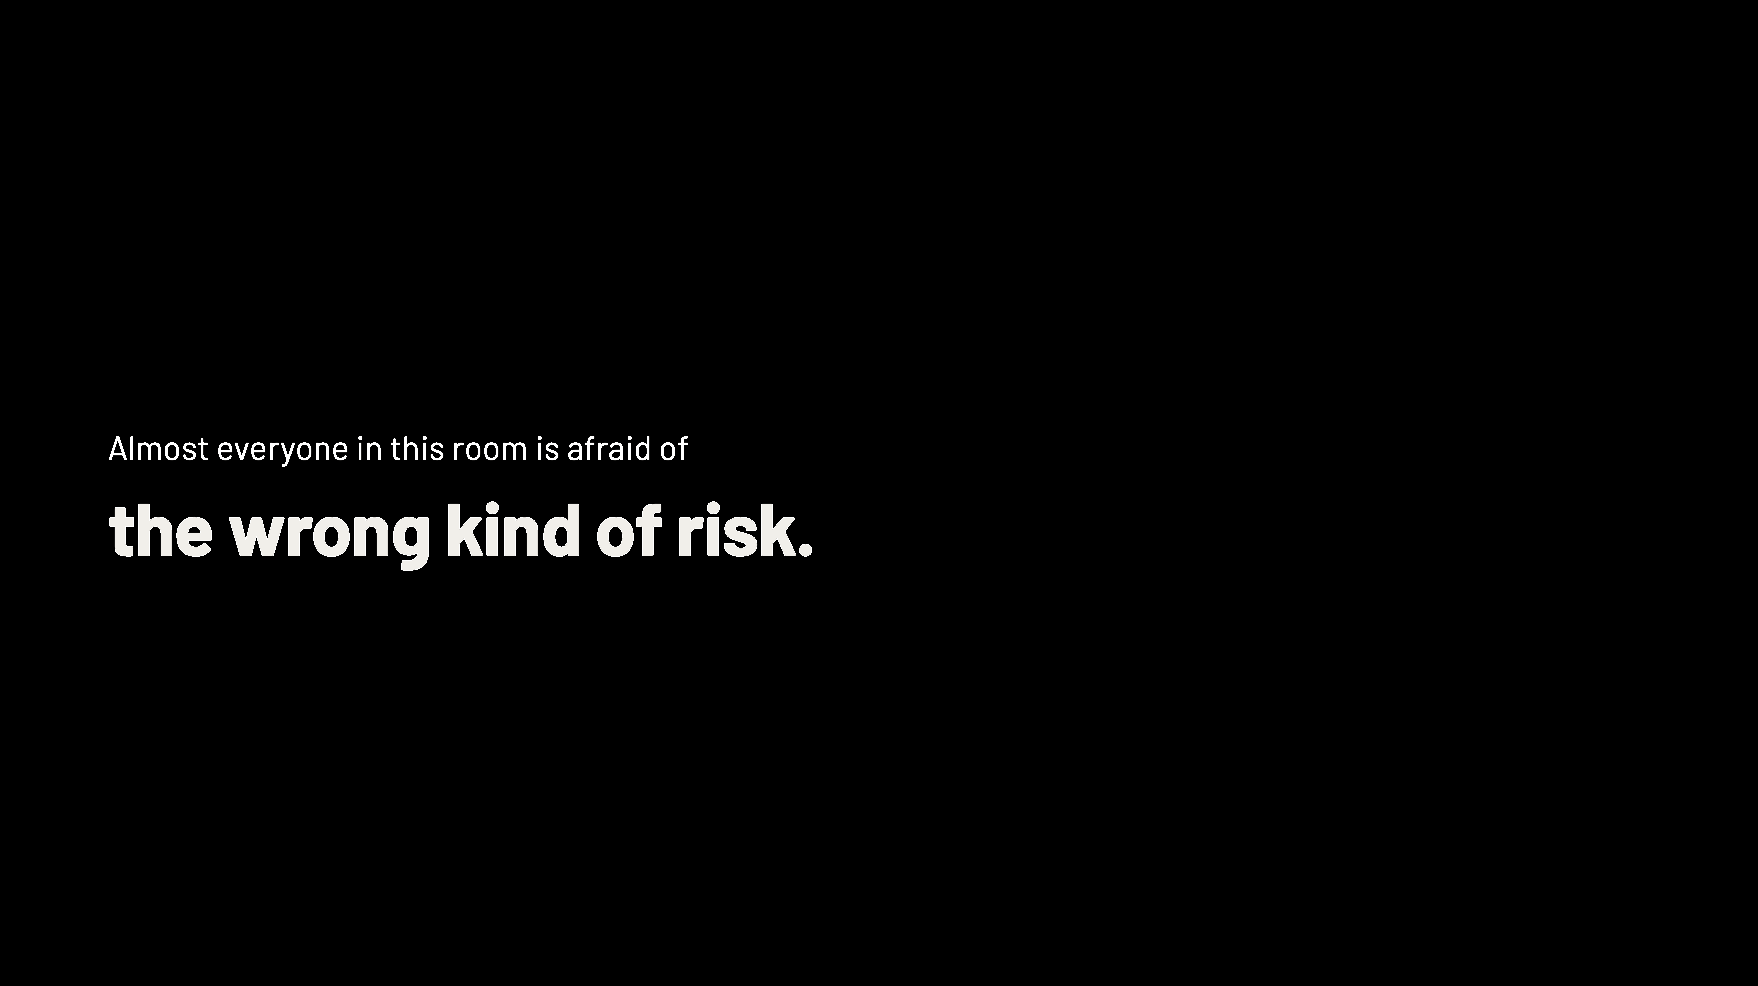 Almost everyone in this room is afraid of
the wrong kind of risk.